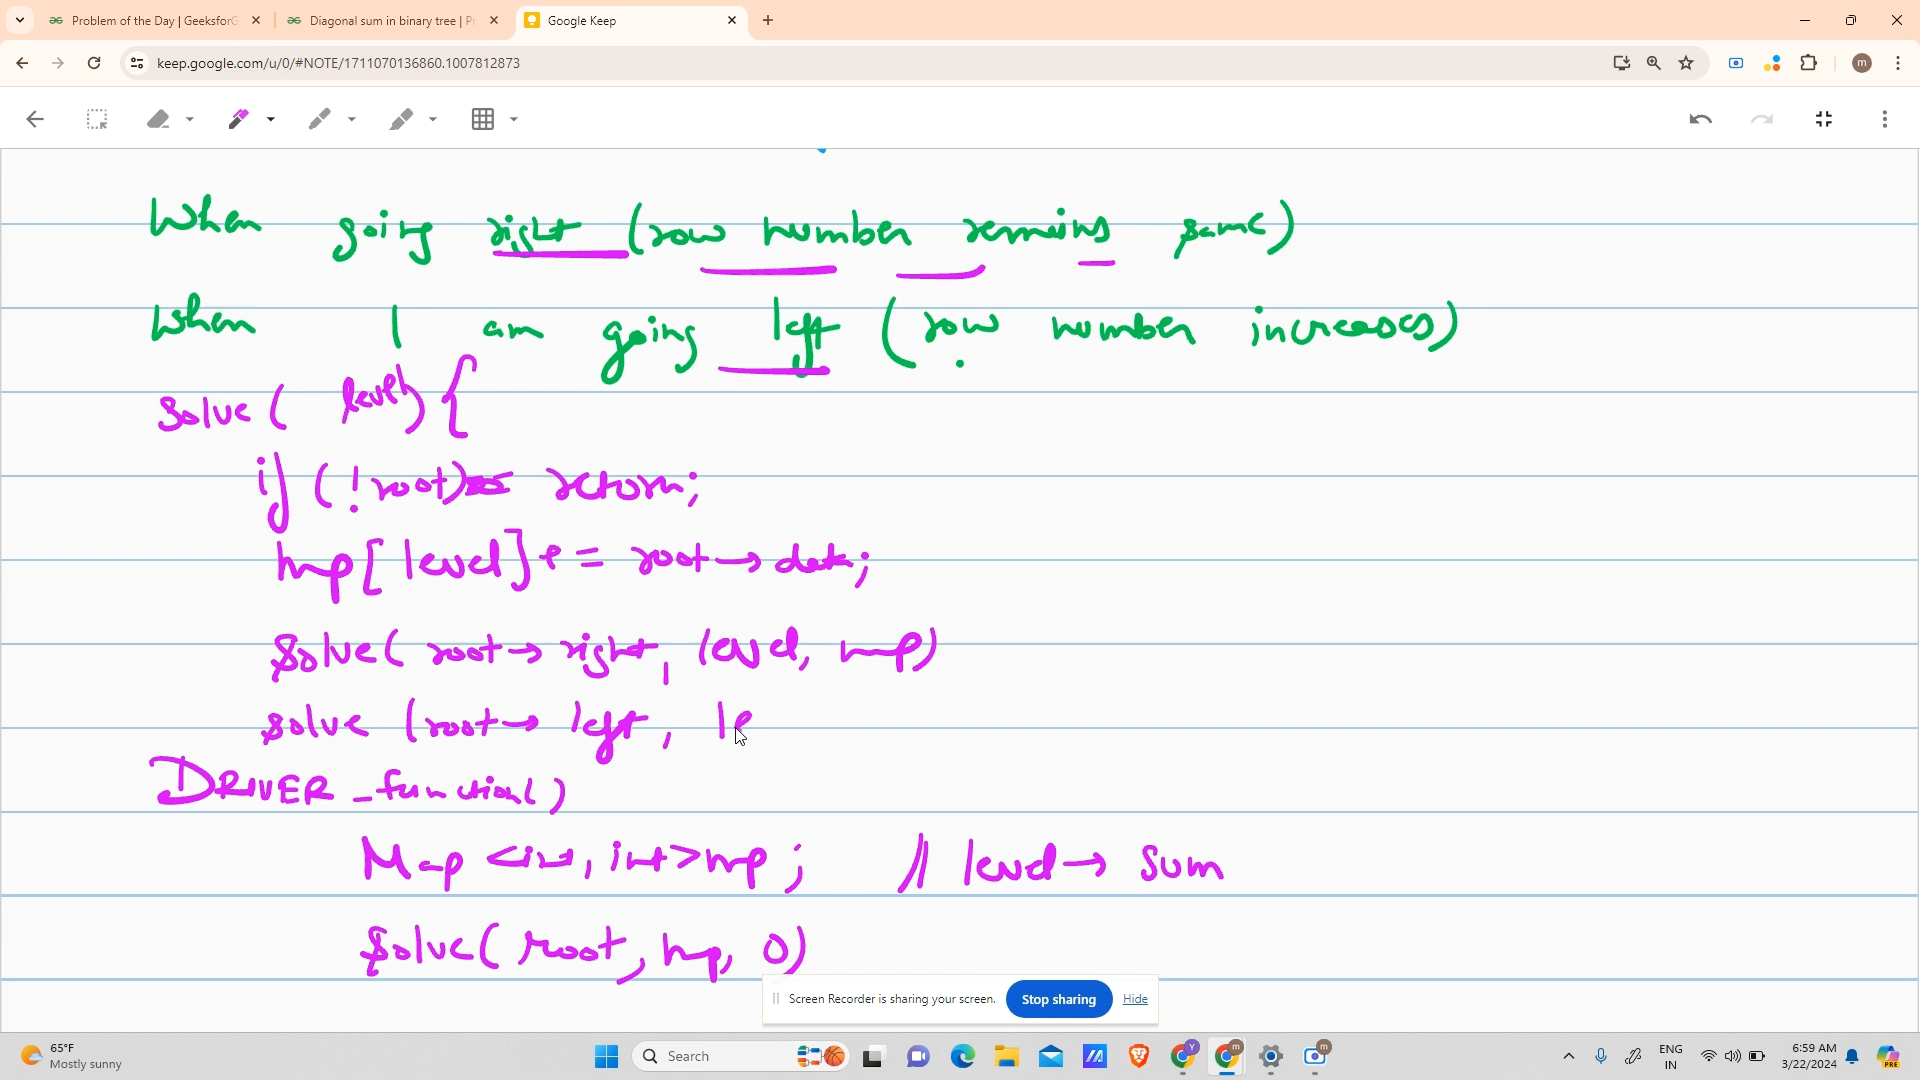 Problem of the Day | GeeksforG
Diagonal sum in binary tree | Pr
Google Keep
keep.google.com/u/0/#NOTE/1711070136860.1007812873
m
When going right (row number remains same)
When I am going left (row number increases)
Solve( level) {
if (!root) return;
mp[level] += root→data;
Solve( root→right, level, mp)
solve (root→ left, le
DRIVER_function()
Map <int, int>mp; // level→ Sum
Solve( root, mp, 0)
Screen Recorder is sharing your screen. Stop sharing Hide
65°F
Mostly sunny
Search
ENG
IN
6:59 AM
3/22/2024
PRE